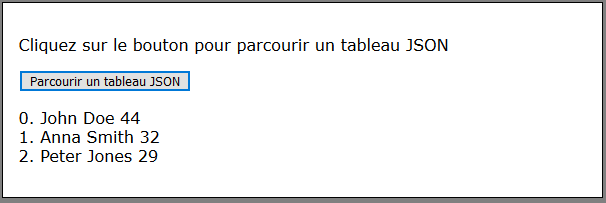 Cliquez sur le bouton pour parcourir un tableau JSON
Parcourir un tableau JSON
0. John Doe 44
1. Anna Smith 32
2. Peter Jones 29